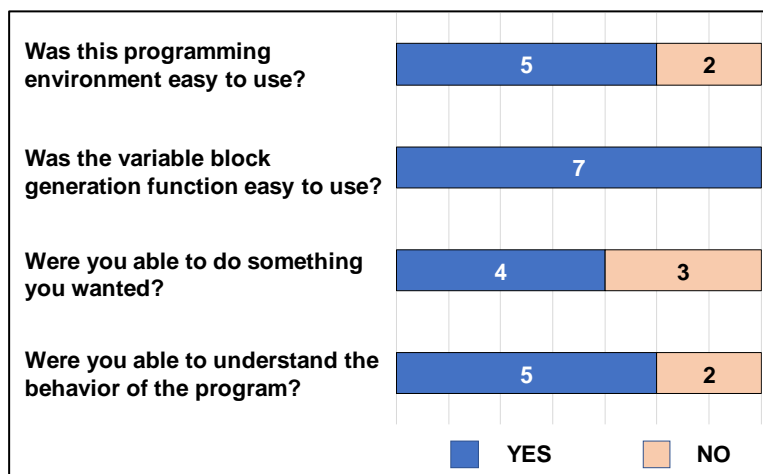 Was this programming
environment easy to use?
5 2
Was the variable block
generation function easy to use?
7
Were you able to do something
you wanted?
4 3
Were you able to understand the
behavior of the program?
5 2
YES NO